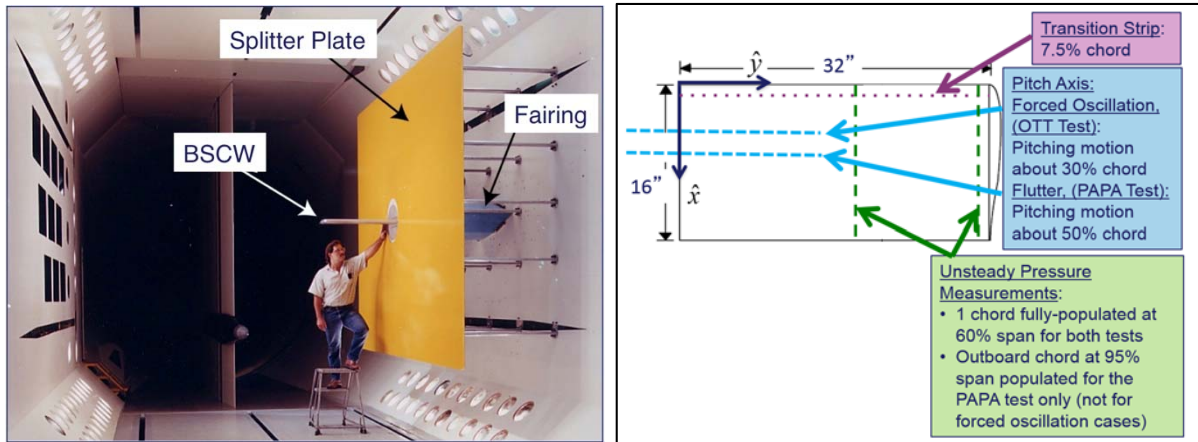 Splitter Plate
Fairing
BSCW
Transition Strip:
7.5% chord
ŷ
32”
Pitch Axis:
Forced Oscillation,
(OTT Test):
Pitching motion
about 30% chord
Flutter, (PAPA Test):
Pitching motion
about 50% chord
16”
x̂
Unsteady Pressure
Measurements:
• 1 chord fully-populated at
60% span for both tests
• Outboard chord at 95%
span populated for the
PAPA test only (not for
forced oscillation cases)